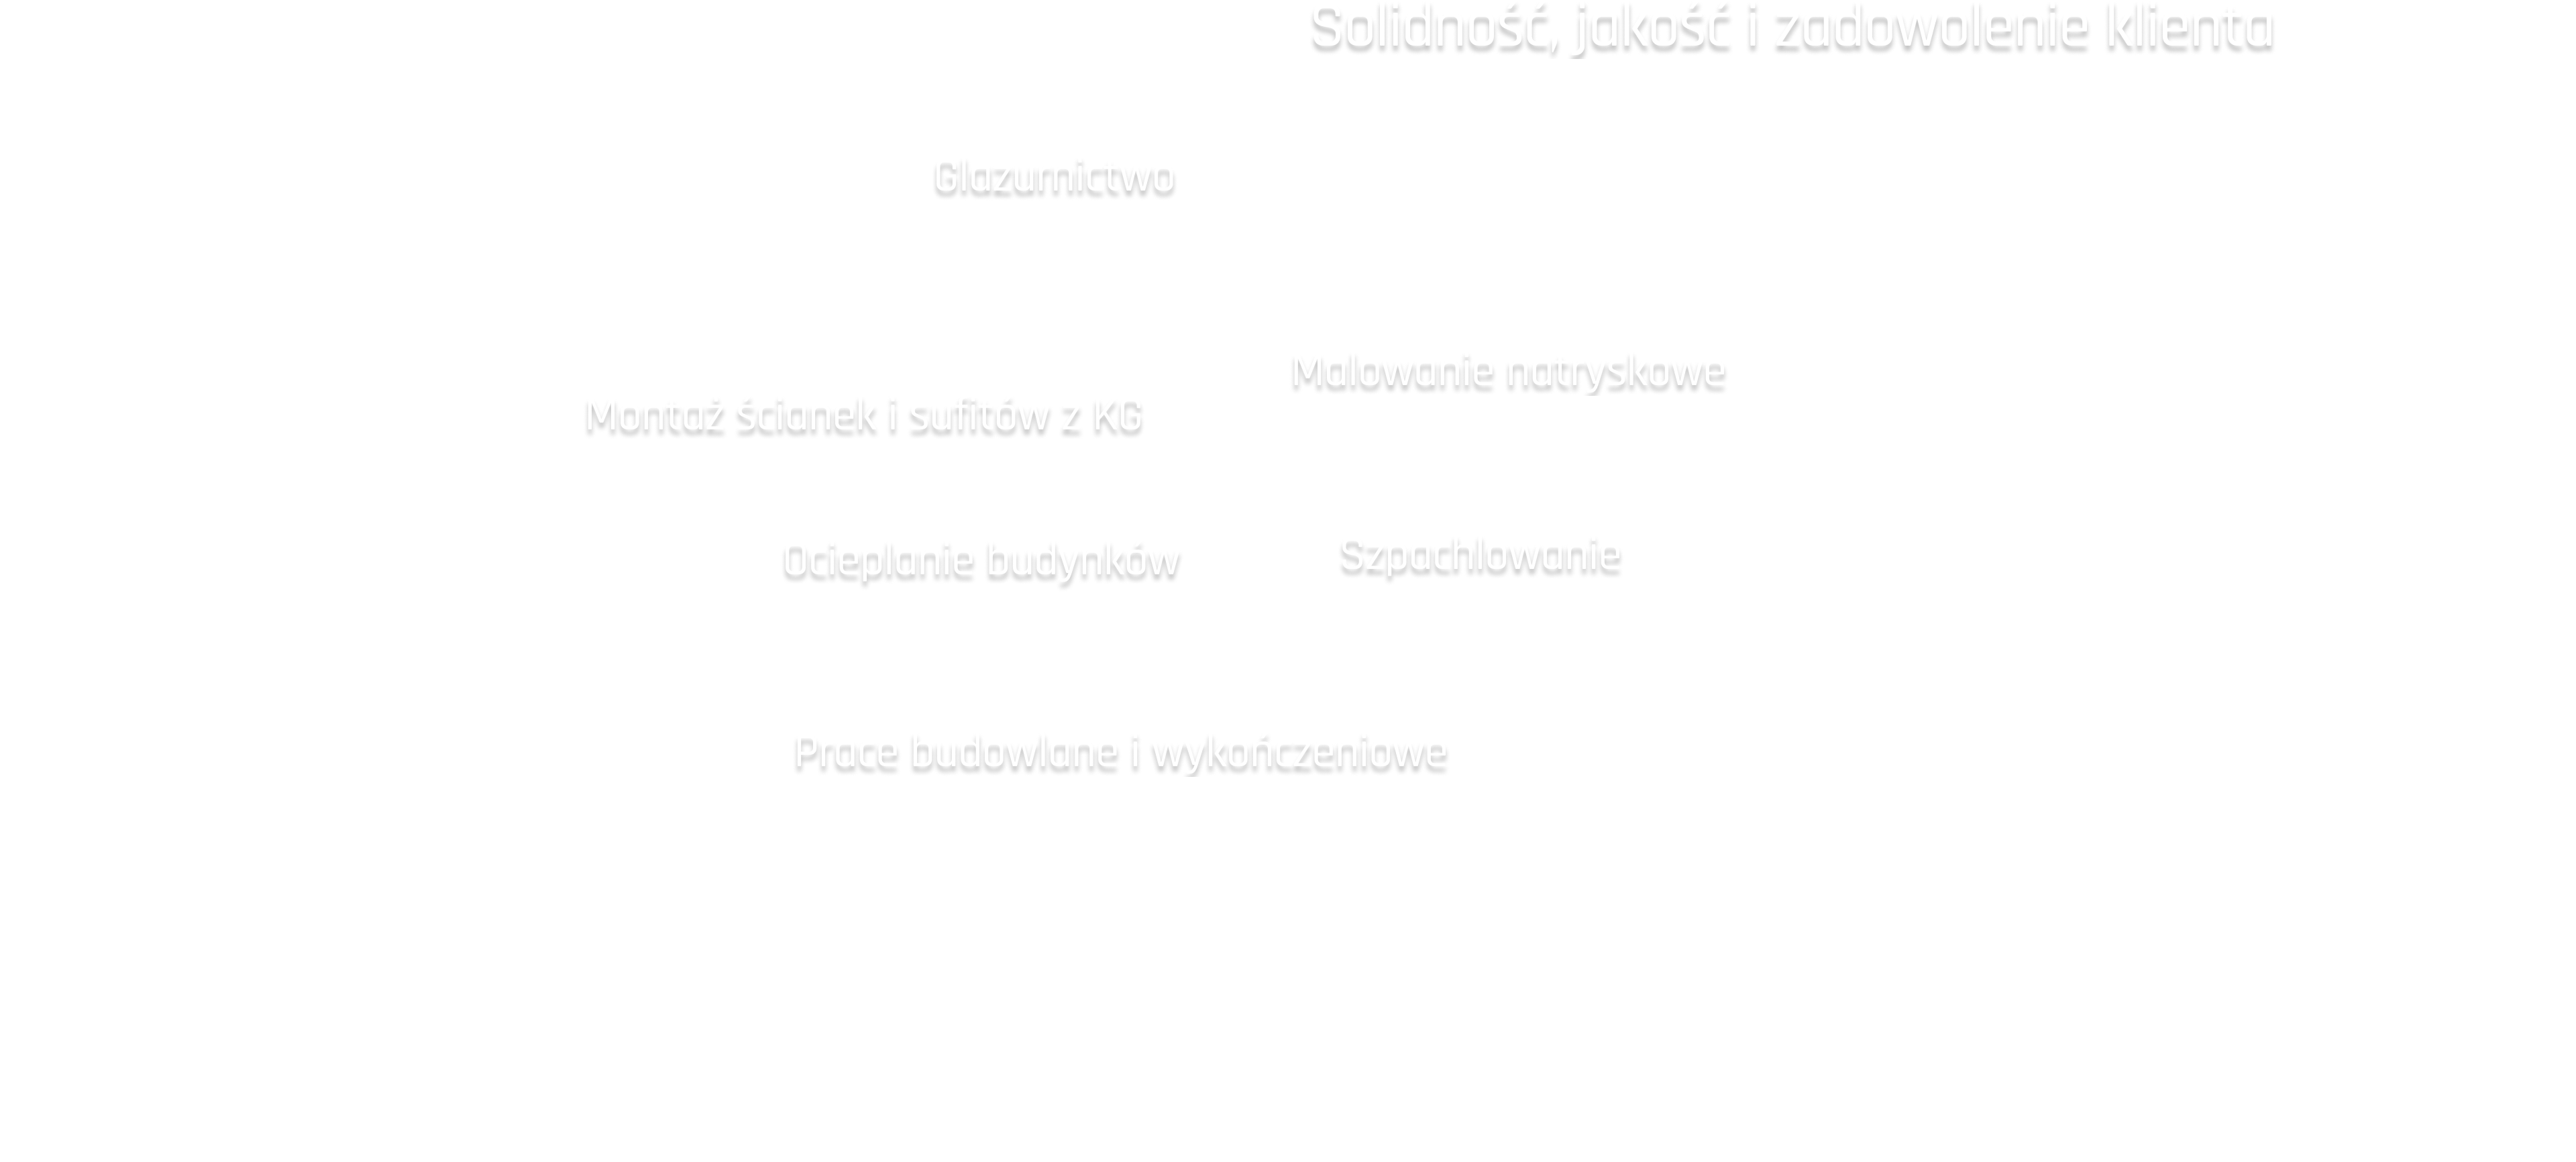 Solidność, jakość i zadowolenie klienta
Glazurnictwo
Malowanie natryskowe
Montaż ścianek i sufitów z KG
Ocieplanie budynków
Szpachlowanie
Prace budowlane i wykończeniowe